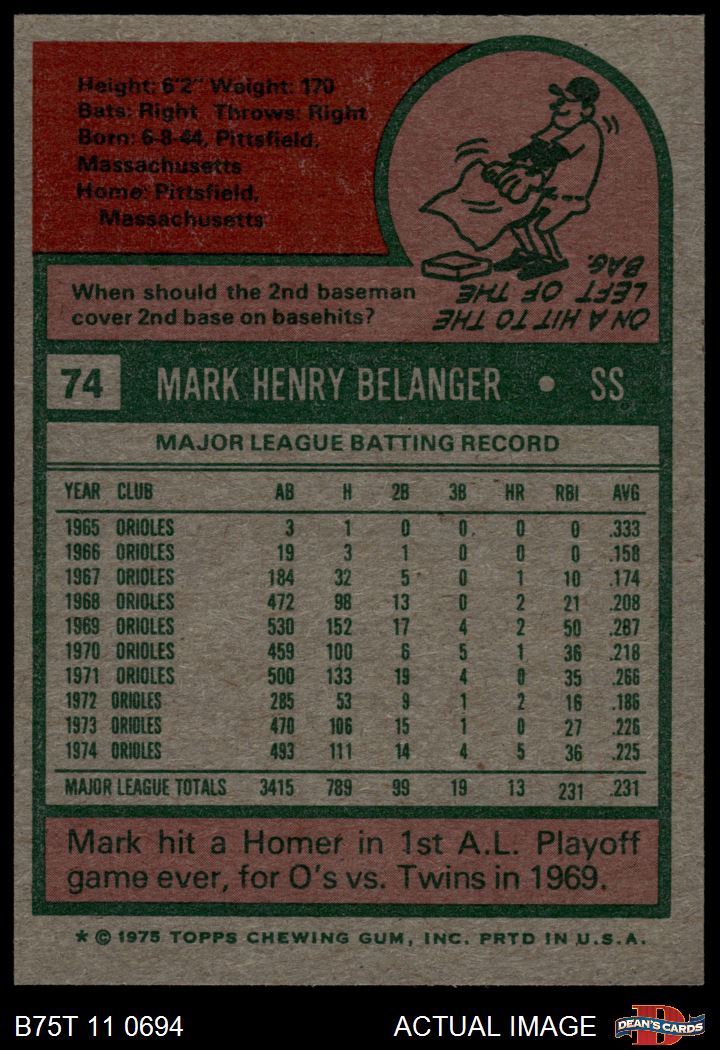 Height: 6'2" Weight: 170
Bats: Right Throws: Right
Born: 6-8-44, Pittsfield,
Massachusetts
Home: Pittsfield,
Massachusetts
When should the 2nd baseman
cover 2nd base on basehits?
ON A HIT TO THE
LEFT OF THE
BAG.
74 MARK HENRY BELANGER • SS
MAJOR LEAGUE BATTING RECORD
YEAR CLUB AB H 2B 3B HR RBI AVG
1965 ORIOLES 3 1 0 0 0 0 .333
1966 ORIOLES 19 3 1 0 0 0 .158
1967 ORIOLES 184 32 5 0 1 10 .174
1968 ORIOLES 472 98 13 0 2 21 .208
1969 ORIOLES 530 152 17 4 2 50 .287
1970 ORIOLES 459 100 6 5 1 36 .218
1971 ORIOLES 500 133 19 4 0 35 .266
1972 ORIOLES 285 53 9 1 2 16 .186
1973 ORIOLES 470 106 15 1 0 27 .226
1974 ORIOLES 493 111 14 4 5 36 .225
MAJOR LEAGUE TOTALS 3415 789 99 19 13 231 .231
Mark hit a Homer in 1st A.L. Playoff
game ever, for O's vs. Twins in 1969.
* © 1975 TOPPS CHEWING GUM, INC. PRTD IN U.S.A.
B75T 11 0694 ACTUAL IMAGE DEAN'S CARDS